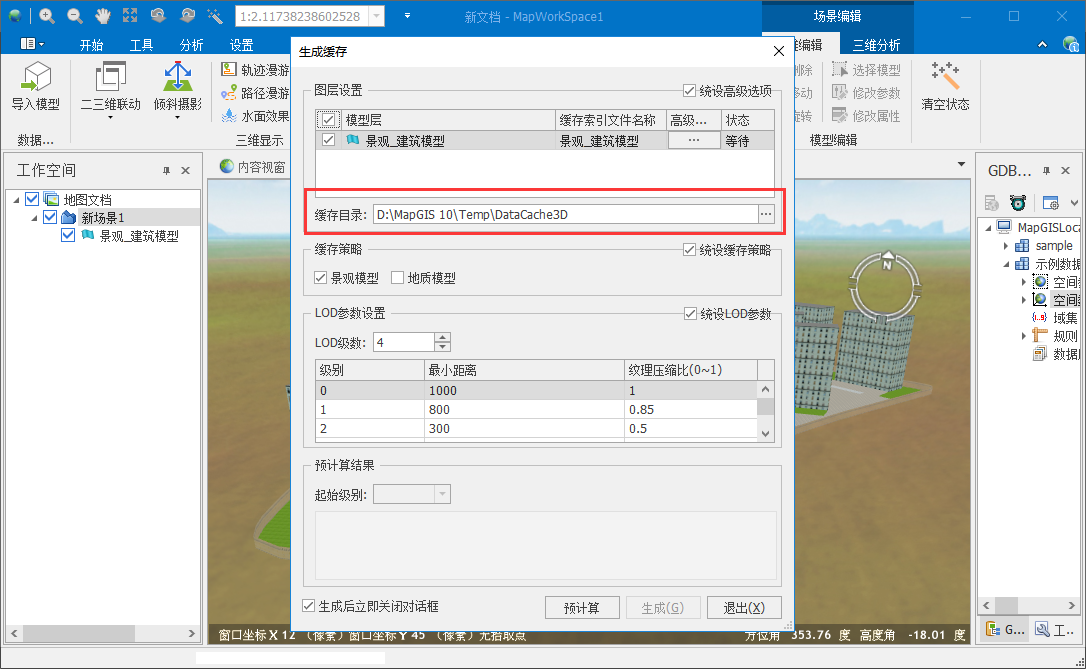 1:2.11738238602528
新文档 - MapWorkSpace1
场景编辑
开始 工具 分析 设置
编辑 三维分析
导入模型
二三维联动
倾斜摄影
轨迹漫游
路径漫游
水面效果
选择模型
修改参数
修改属性
清空状态
数据...
三维显示
模型编辑
工作空间
内容视窗
地图文档
新场景1
景观_建筑模型
生成缓存
图层设置
统设高级选项
模型层 缓存索引文件名称 高级... 状态
景观_建筑模型 景观_建筑模型 ... 等待
缓存目录: D:\MapGIS 10\Temp\DataCache3D ...
缓存策略
统设缓存策略
景观模型 地质模型
LOD参数设置
统设LOD参数
LOD级数: 4
级别 最小距离 纹理压缩比(0~1)
0 1000 1
1 800 0.85
2 300 0.5
预计算结果
起始级别:
生成后立即关闭对话框
预计算 生成(G) 退出(X)
N
窗口坐标 X 12 (像素) 窗口坐标 Y 45 (像素) 无拾取点
方位角 353.76 度 高度角 -18.01 度
GDB...
MapGISLoca
sample
示例数据
空间
空间
域集
规则
数据
G...
工..